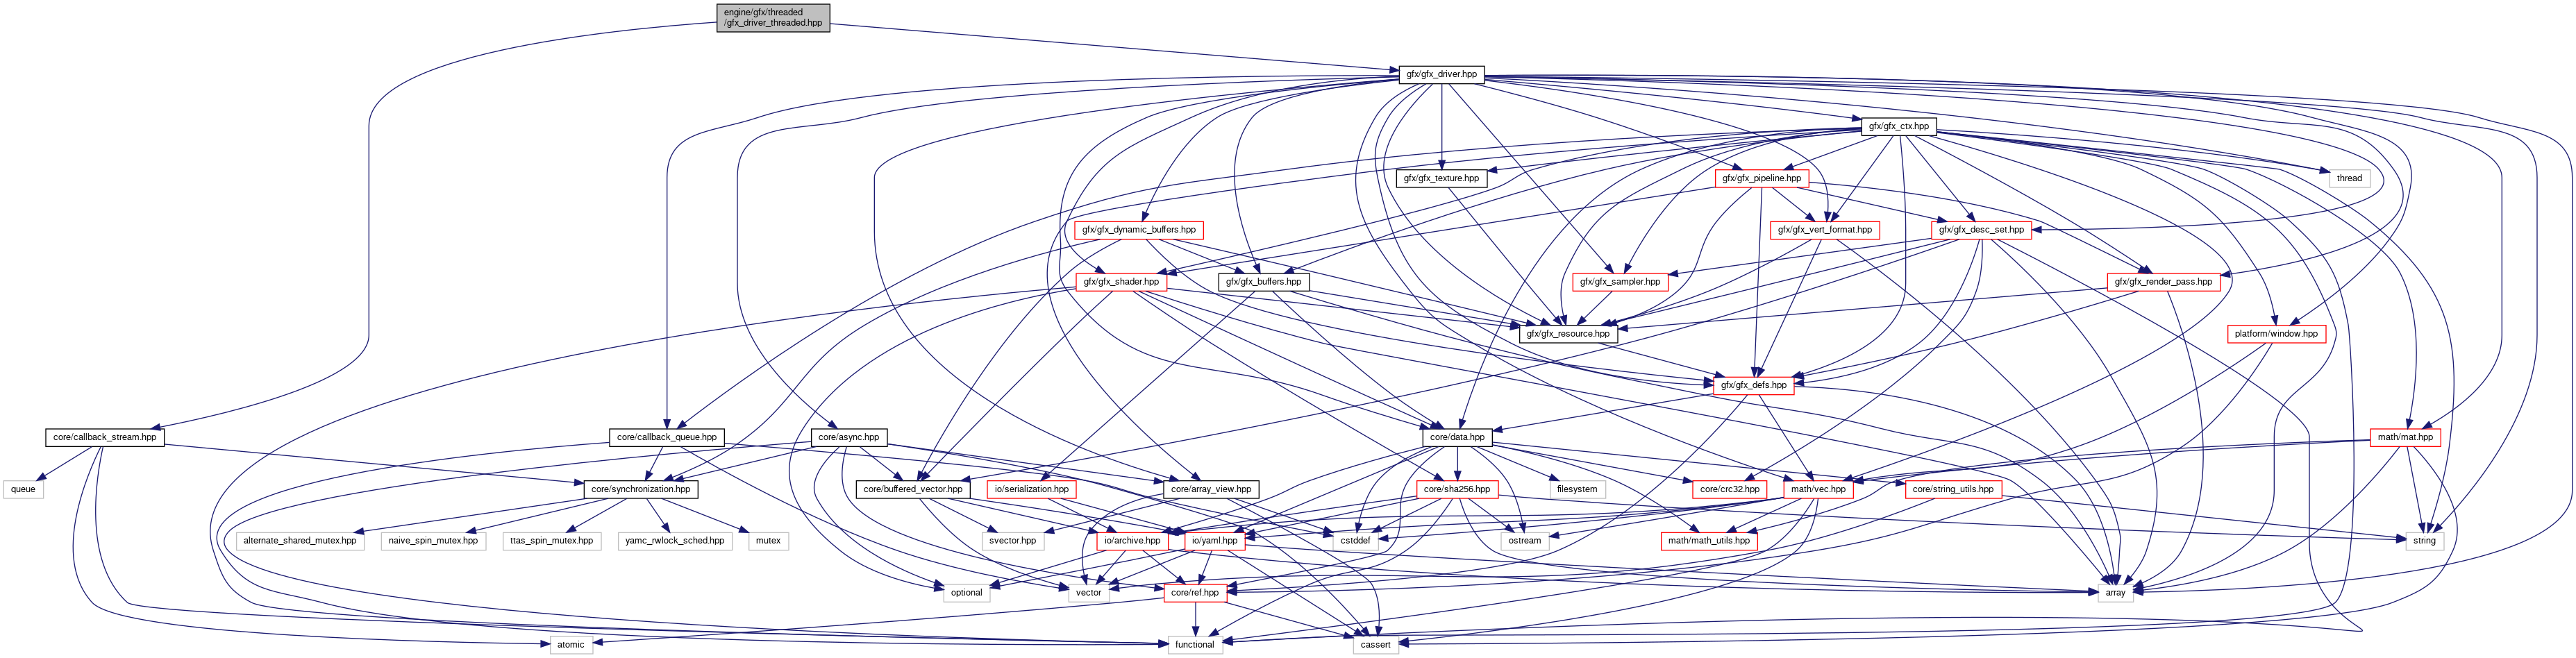 engine/gfx/threaded
/gfx_driver_threaded.hpp
gfx/gfx_driver.hpp
gfx/gfx_ctx.hpp
gfx/gfx_texture.hpp
gfx/gfx_pipeline.hpp
thread
gfx/gfx_dynamic_buffers.hpp
gfx/gfx_vert_format.hpp
gfx/gfx_desc_set.hpp
gfx/gfx_shader.hpp
gfx/gfx_buffers.hpp
gfx/gfx_sampler.hpp
gfx/gfx_render_pass.hpp
gfx/gfx_resource.hpp
platform/window.hpp
gfx/gfx_defs.hpp
core/callback_stream.hpp
core/callback_queue.hpp
core/async.hpp
core/data.hpp
math/mat.hpp
queue
core/synchronization.hpp
core/buffered_vector.hpp
io/serialization.hpp
core/array_view.hpp
core/sha256.hpp
filesystem
core/crc32.hpp
math/vec.hpp
core/string_utils.hpp
alternate_shared_mutex.hpp
naive_spin_mutex.hpp
ttas_spin_mutex.hpp
yamc_rwlock_sched.hpp
mutex
svector.hpp
io/archive.hpp
io/yaml.hpp
cstddef
ostream
math/math_utils.hpp
string
optional
vector
core/ref.hpp
array
atomic
functional
cassert